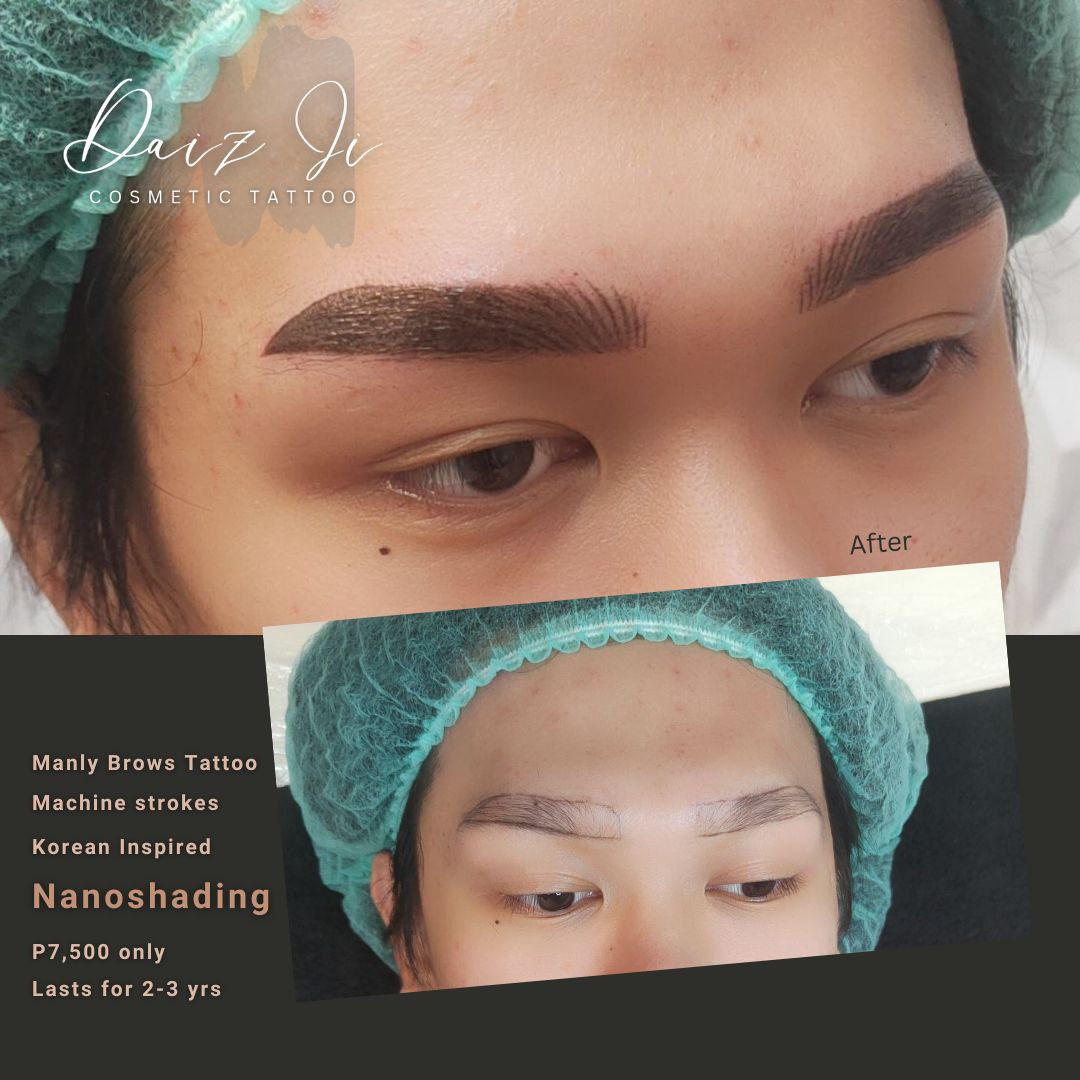 Daiz Ji
COSMETIC TATTOO
After
Manly Brows Tattoo
Machine strokes
Korean Inspired
Nanoshading
P7,500 only
Lasts for 2-3 yrs